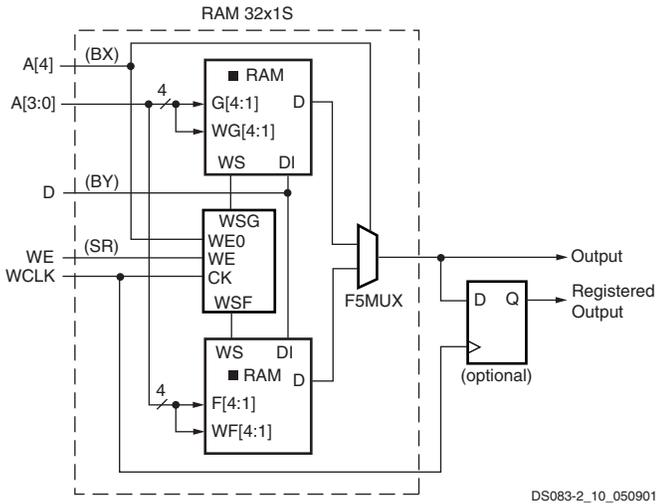 RAM 32x1S
A[4]
(BX)
4
RAM
A[3:0]
G[4:1]
D
WG[4:1]
WS DI
D
(BY)
WSG
WE0
WE
(SR)
WE
WCLK
CK
WSF
F5MUX
Output
D Q
Registered
Output
(optional)
WS DI
RAM
D
4
F[4:1]
WF[4:1]
DS083-2_10_050901